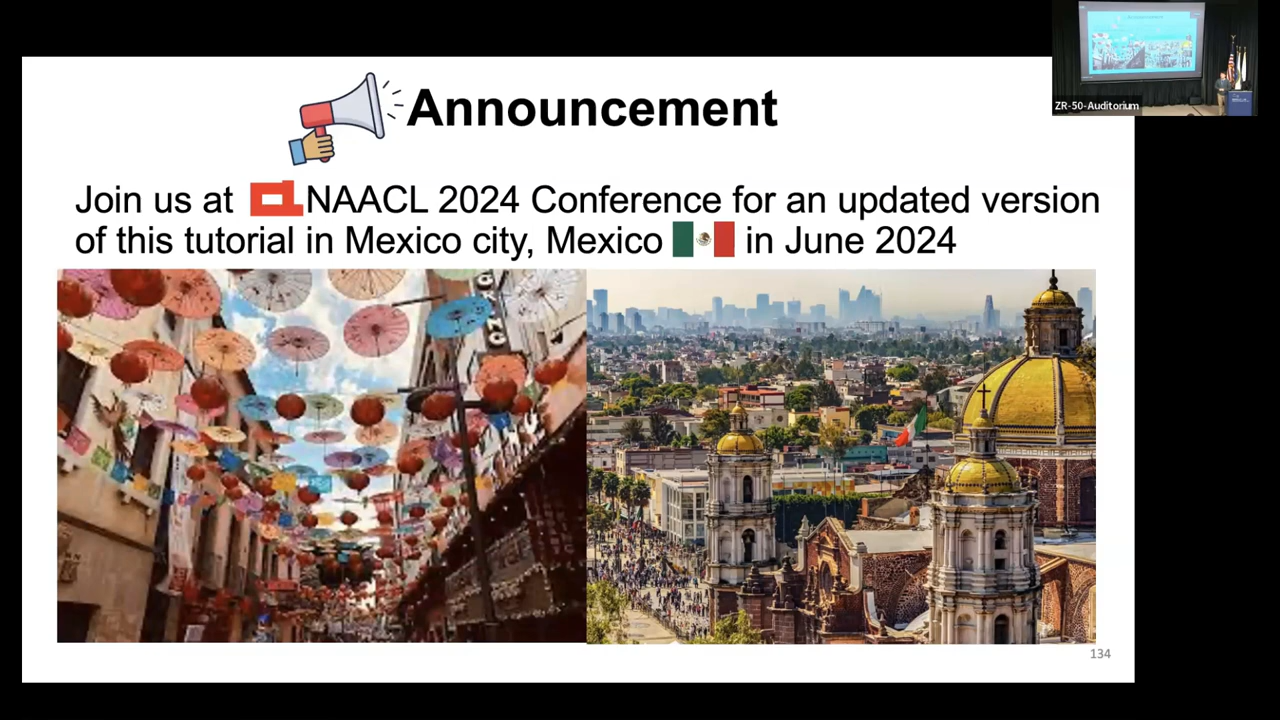 Announcement
ZR-50-Auditorium
Join us at NAACL 2024 Conference for an updated version
of this tutorial in Mexico city, Mexico in June 2024
134